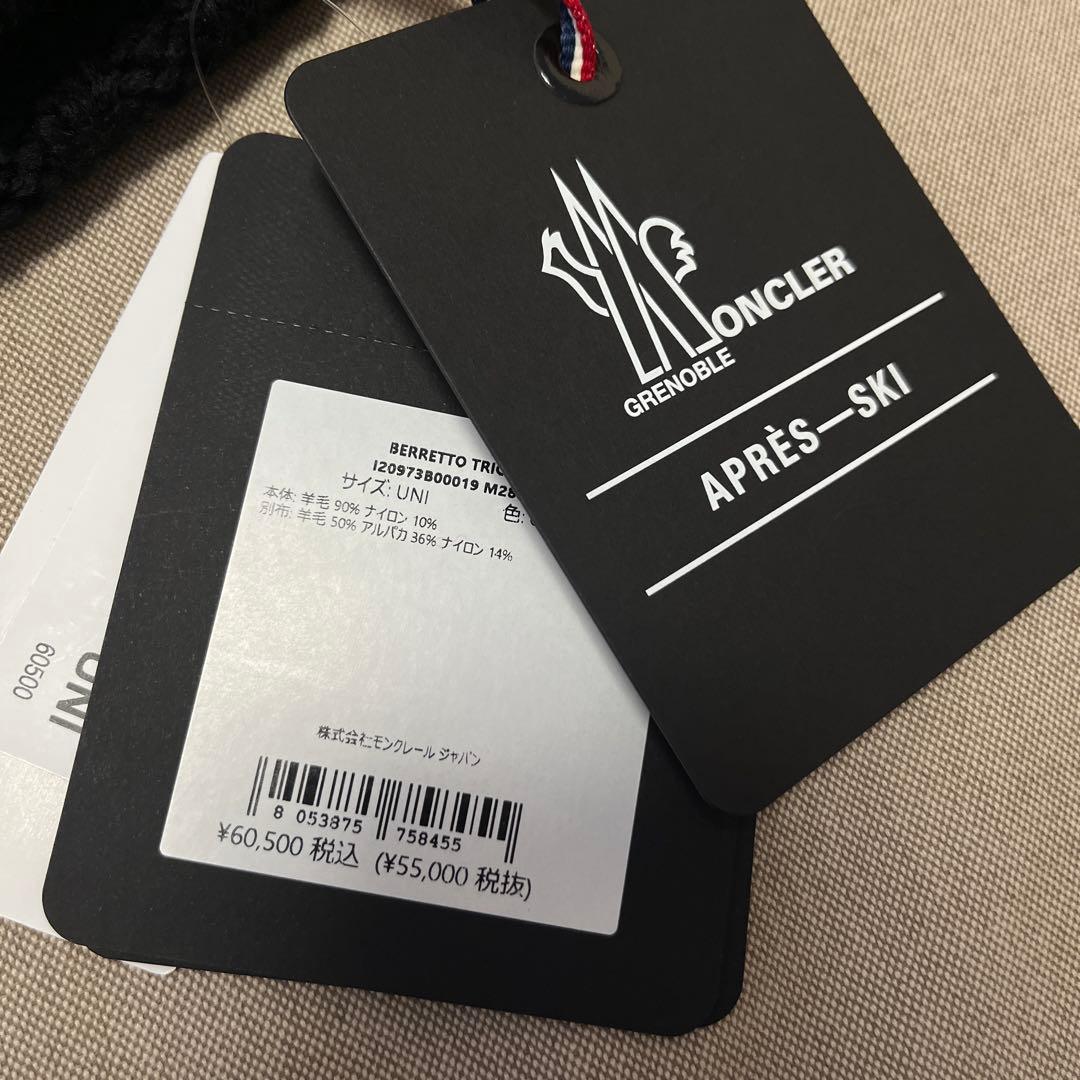 MONCLER
GRENOBLE
APRÈS—SKI
BERRETTO
I20973B00019
サイズ: UNI
色:
本体: 羊毛 90% ナイロン 10%
別布: 羊毛 50% アルパカ 36% ナイロン 14%
株式会社モンクレール ジャパン
8 053875 758455
¥60,500 税込 (¥55,000 税抜)
60500
UNI